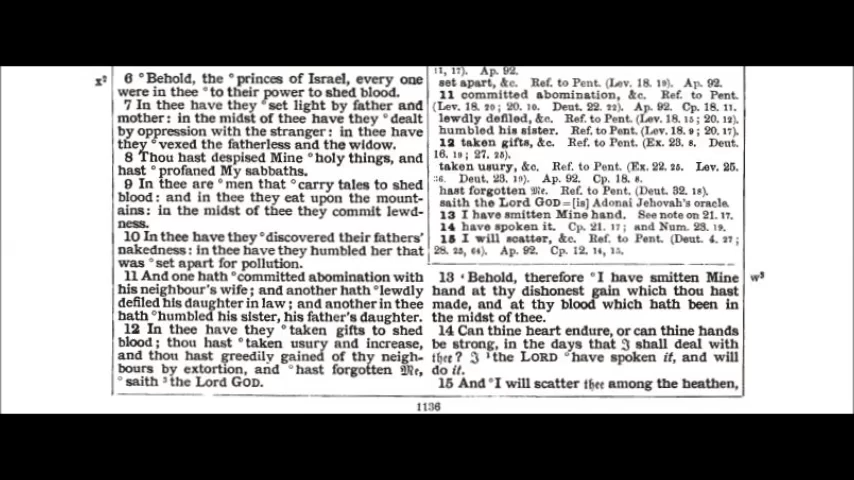 x²
6 °Behold, the °princes of Israel, every one
were in thee °to their power to shed blood.
7 In thee have they °set light by father and
mother: in the midst of thee have they °dealt
by oppression with the stranger: in thee have
they °vexed the fatherless and the widow.
8 Thou hast despised Mine °holy things, and
hast °profaned My sabbaths.
9 In thee are °men that °carry tales to shed
blood: and in thee they eat upon the mount-
ains: in the midst of thee they commit lewd-
ness.
10 In thee have they °discovered their fathers'
nakedness: in thee have they humbled her that
was °set apart for pollution.
11 And one hath °committed abomination with
his neighbour's wife; and another hath °lewdly
defiled his daughter in law; and another in thee
hath °humbled his sister, his father's daughter.
12 In thee have they °taken gifts to shed
blood; thou hast °taken usury and increase,
and thou hast greedily gained of thy neigh-
bours by extortion, and °hast forgotten Me,
°saith ³the Lord GOD.
11, 17). Ap. 92.
set apart, &c. Ref. to Pent. (Lev. 18. 19). Ap. 92.
11 committed abomination, &c. Ref. to Pent.
(Lev. 18. 20; 20. 10. Deut. 22. 22). Ap. 92. Cp. 18. 11.
lewdly defiled, &c. Ref. to Pent. (Lev. 18. 15; 20. 12).
humbled his sister. Ref. to Pent. (Lev. 18. 9; 20. 17).
12 taken gifts, &c. Ref. to Pent. (Ex. 23. 8. Deut.
16. 19; 27. 25).
taken usury, &c. Ref. to Pent. (Ex. 22. 25. Lev. 25.
36. Deut. 23. 19). Ap. 92. Cp. 18. 8.
hast forgotten Me. Ref. to Pent. (Deut. 32. 18).
saith the Lord GOD=[is] Adonai Jehovah's oracle.
13 I have smitten Mine hand. See note on 21. 17.
14 have spoken it. Cp. 21. 17; and Num. 23. 19.
15 I will scatter, &c. Ref. to Pent. (Deut. 4. 27;
28. 25, 64). Ap. 92. Cp. 12. 14, 15.
13 °Behold, therefore °I have smitten Mine
hand at thy dishonest gain which thou hast
made, and at thy blood which hath been in
the midst of thee.
w³
14 Can thine heart endure, or can thine hands
be strong, in the days that I shall deal with
thee? I ¹the LORD °have spoken it, and will
do it.
15 And °I will scatter thee among the heathen,
1136